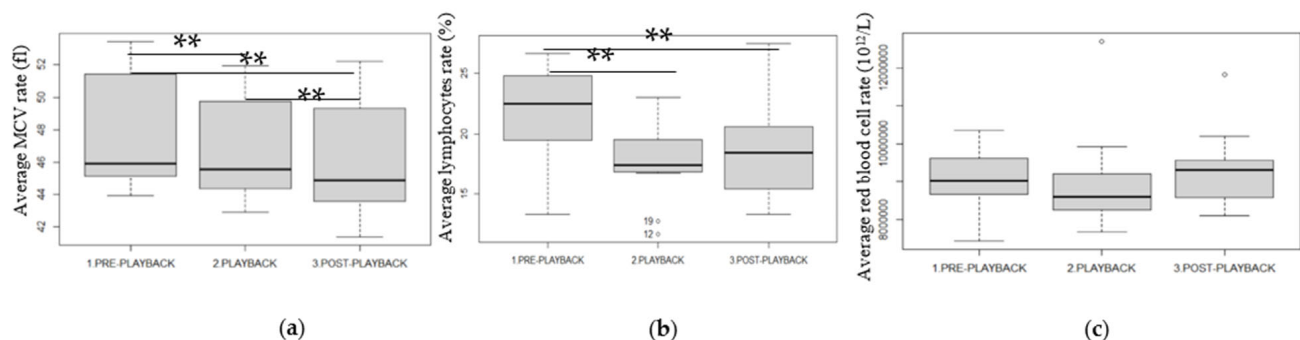 Average MCV rate (fl)
52
50
48
46
44
42
**
**
**
1.PRE-PLAYBACK 2.PLAYBACK 3.POST-PLAYBACK
(a)
Average lymphocytes rate (%)
25
20
15
**
**
19
12
1.PRE-PLAYBACK 2.PLAYBACK 3.POST-PLAYBACK
(b)
Average red blood cell rate (10¹²/L)
12000000
10000000
8000000
1.PRE-PLAYBACK 2.PLAYBACK 3.POST-PLAYBACK
(c)